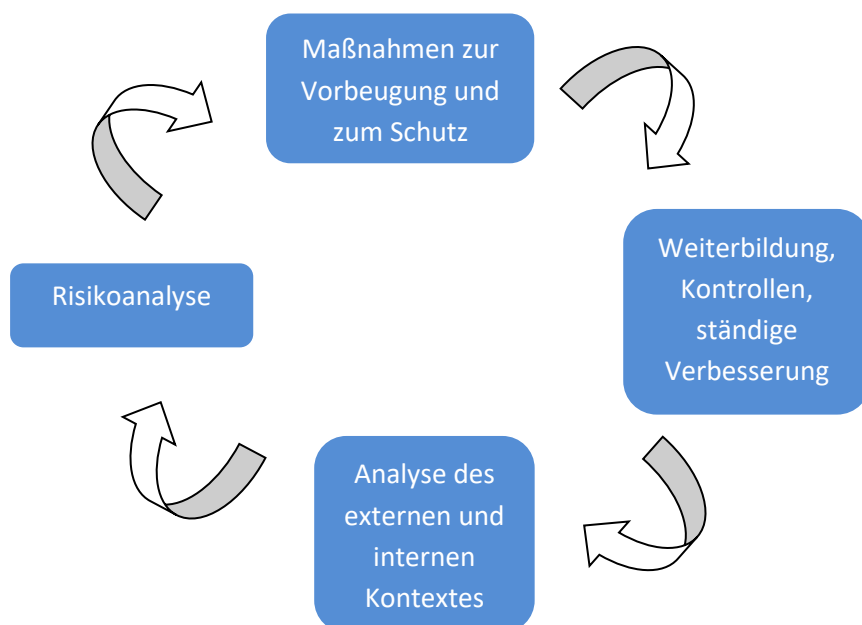 Maßnahmen zur
Vorbeugung und
zum Schutz
Weiterbildung,
Kontrollen,
ständige
Verbesserung
Analyse des
externen und
internen
Kontextes
Risikoanalyse